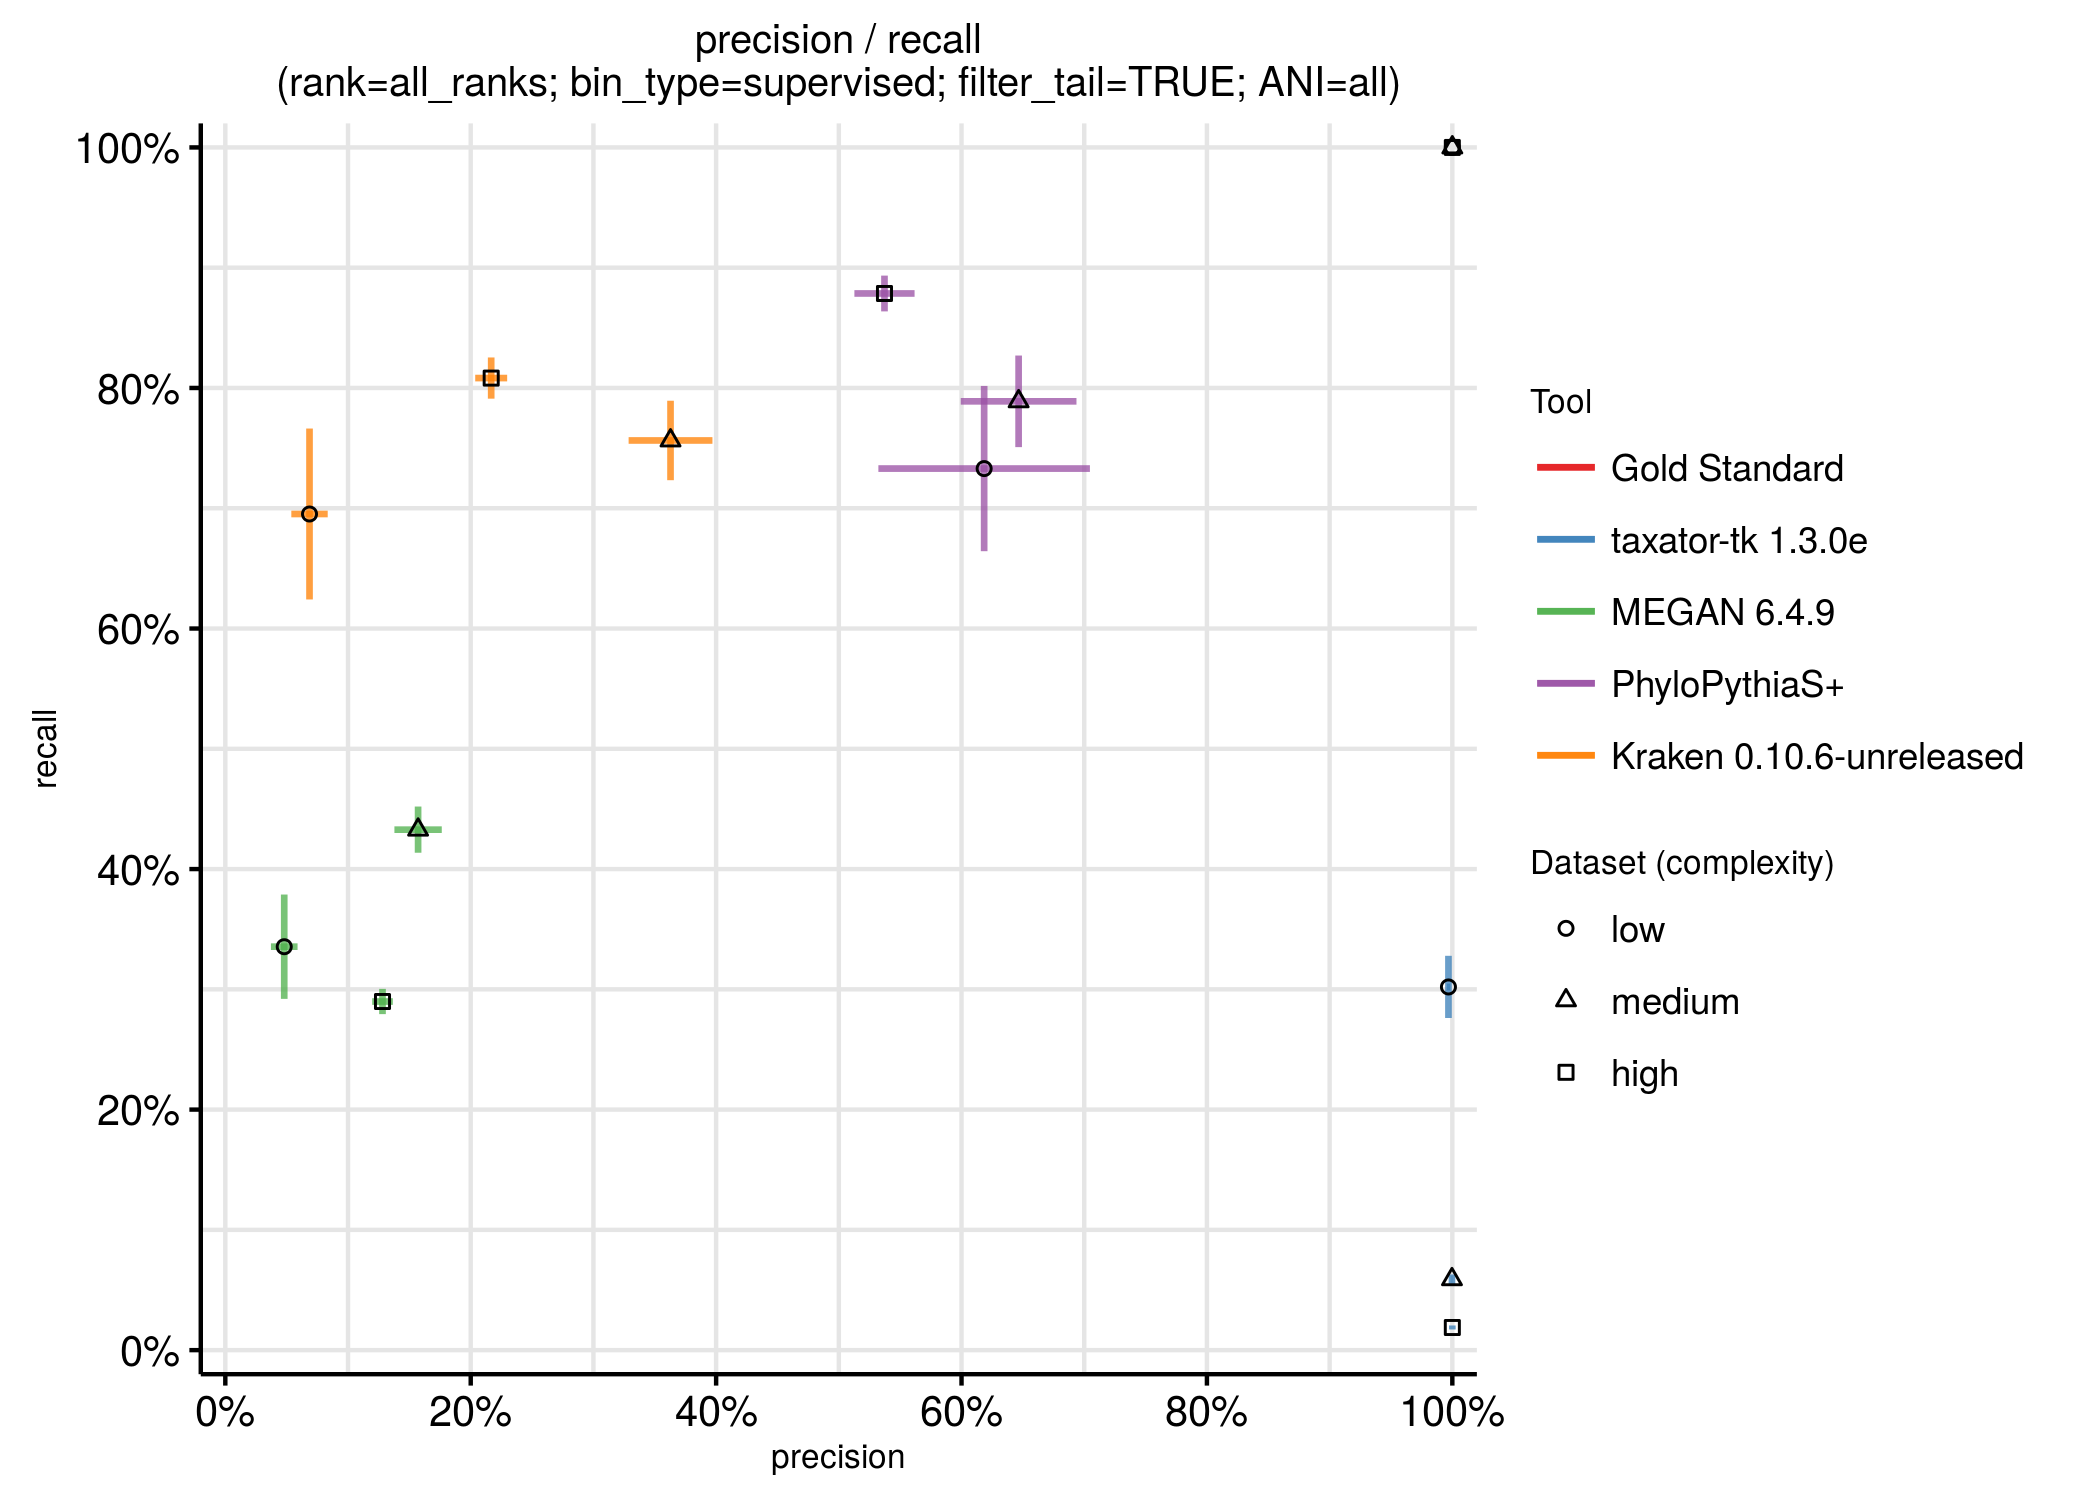 precision / recall
(rank=all_ranks; bin_type=supervised; filter_tail=TRUE; ANI=all)
100%
80%
60%
40%
20%
0%
recall
0%
20%
40%
60%
80%
100%
precision
Tool
Gold Standard
taxator-tk 1.3.0e
MEGAN 6.4.9
PhyloPythiaS+
Kraken 0.10.6-unreleased
Dataset (complexity)
low
medium
high